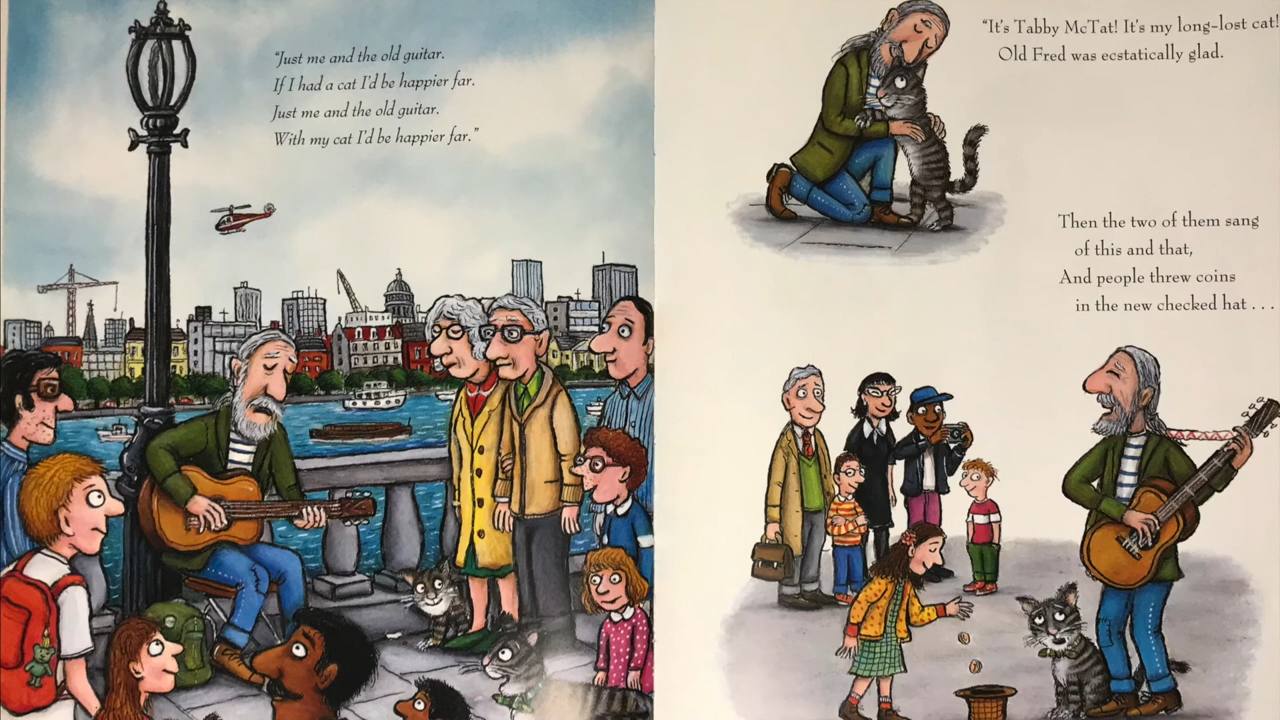 "Just me and the old guitar.
If I had a cat I'd be happier far.
Just me and the old guitar.
With my cat I'd be happier far."
"It's Tabby McTat! It's my long-lost cat!
Old Fred was ecstatically glad.
Then the two of them sang
of this and that,
And people threw coins
in the new checked hat . . .